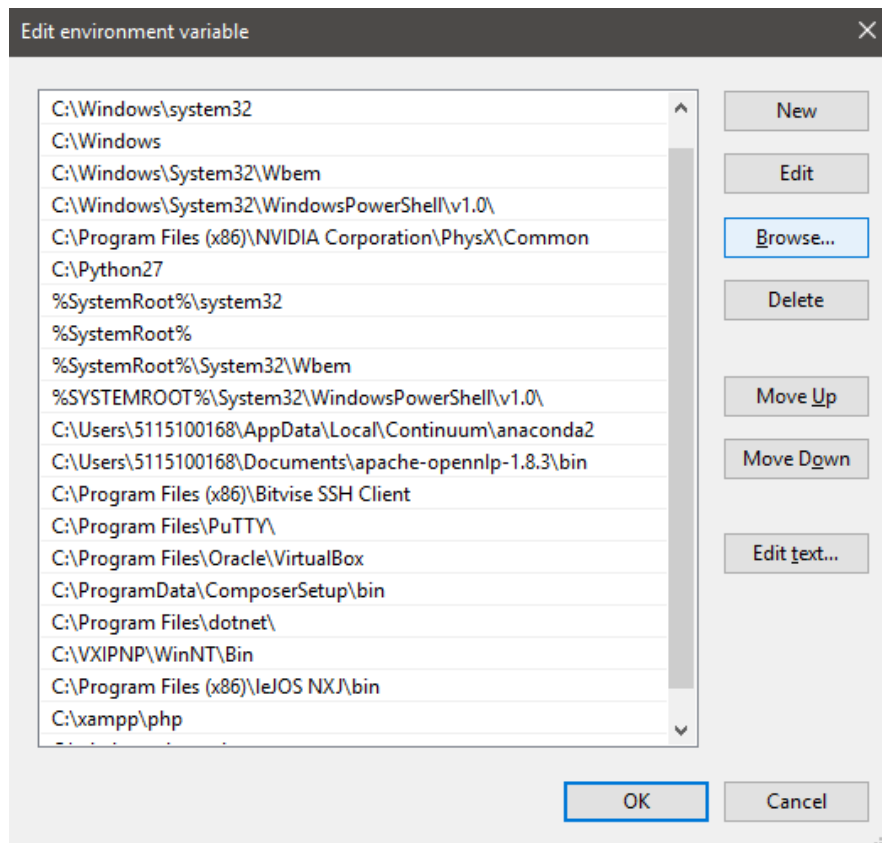 Edit environment variable
C:\Windows\system32
C:\Windows
C:\Windows\System32\Wbem
C:\Windows\System32\WindowsPowerShell\v1.0\
C:\Program Files (x86)\NVIDIA Corporation\PhysX\Common
C:\Python27
%SystemRoot%\system32
%SystemRoot%
%SystemRoot%\System32\Wbem
%SYSTEMROOT%\System32\WindowsPowerShell\v1.0\
C:\Users\5115100168\AppData\Local\Continuum\anaconda2
C:\Users\5115100168\Documents\apache-opennlp-1.8.3\bin
C:\Program Files (x86)\Bitvise SSH Client
C:\Program Files\PuTTY\
C:\Program Files\Oracle\VirtualBox
C:\ProgramData\ComposerSetup\bin
C:\Program Files\dotnet\
C:\VXIPNP\WinNT\Bin
C:\Program Files (x86)\leJOS NXJ\bin
C:\xampp\php
New
Edit
Browse...
Delete
Move Up
Move Down
Edit text...
OK
Cancel